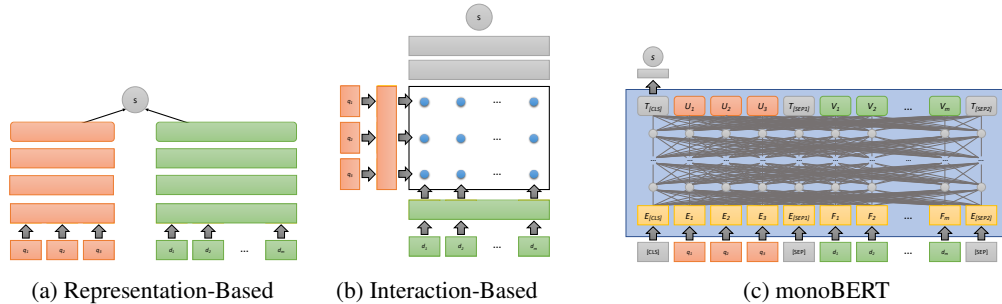 s
q₁ q₂ q₃ d₁ d₂ ... dₘ
(a) Representation-Based
s
q₁ ...
q₂ ...
q₃ ...
d₁ d₂ ... dₘ
(b) Interaction-Based
s
T[CLS] U₁ U₂ U₃ T[SEP1] V₁ V₂ ... Vₘ T[SEP2]
E[CLS] E₁ E₂ E₃ E[SEP1] F₁ F₂ ... Fₘ E[SEP2]
[CLS] q₁ q₂ q₃ [SEP] d₁ d₂ ... dₘ [SEP]
(c) monoBERT